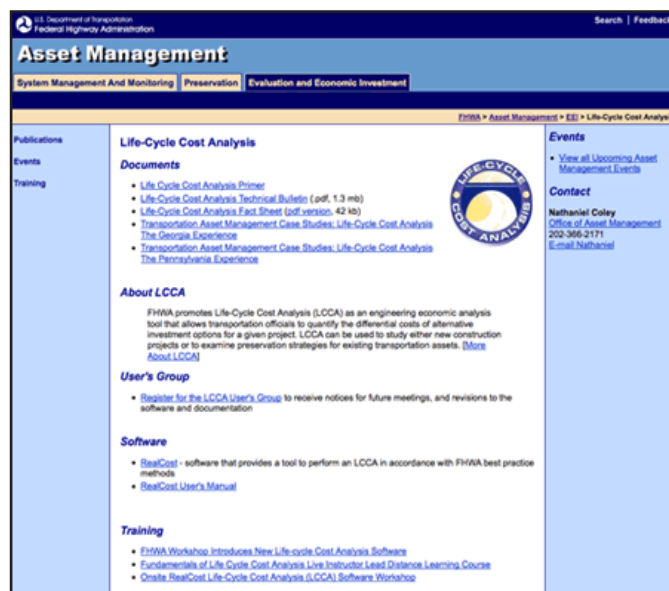 U.S. Department of Transportation
Federal Highway Administration
Search | Feedback
Asset Management
System Management And Monitoring
Preservation
Evaluation and Economic Investment
FHWA > Asset Management > EEI > Life-Cycle Cost Analysi
Publications
Events
Training
Life-Cycle Cost Analysis
Documents
• Life Cycle Cost Analysis Primer
• Life-Cycle Cost Analysis Technical Bulletin (.pdf, 1.3 mb)
• Life-Cycle Cost Analysis Fact Sheet (pdf version, 42 kb)
• Transportation Asset Management Case Studies: Life-Cycle Cost Analysis
The Georgia Experience
• Transportation Asset Management Case Studies: Life-Cycle Cost Analysis
The Pennsylvania Experience
LIFE-CYCLE
COST ANALYSIS
About LCCA
FHWA promotes Life-Cycle Cost Analysis (LCCA) as an engineering economic analysis
tool that allows transportation officials to quantify the differential costs of alternative
investment options for a given project. LCCA can be used to study either new construction
projects or to examine preservation strategies for existing transportation assets. [More
About LCCA]
User's Group
• Register for the LCCA User's Group to receive notices for future meetings, and revisions to the
software and documentation
Software
• RealCost - software that provides a tool to perform an LCCA in accordance with FHWA best practice
methods
• RealCost User's Manual
Training
• FHWA Workshop Introduces New Life-cycle Cost Analysis Software
• Fundamentals of Life Cycle Cost Analysis Live Instructor Lead Distance Learning Course
• Onsite RealCost Life-Cycle Cost Analysis (LCCA) Software Workshop
Events
• View all Upcoming Asset
Management Events
Contact
Nathaniel Coley
Office of Asset Management
202-366-2171
E-mail Nathaniel